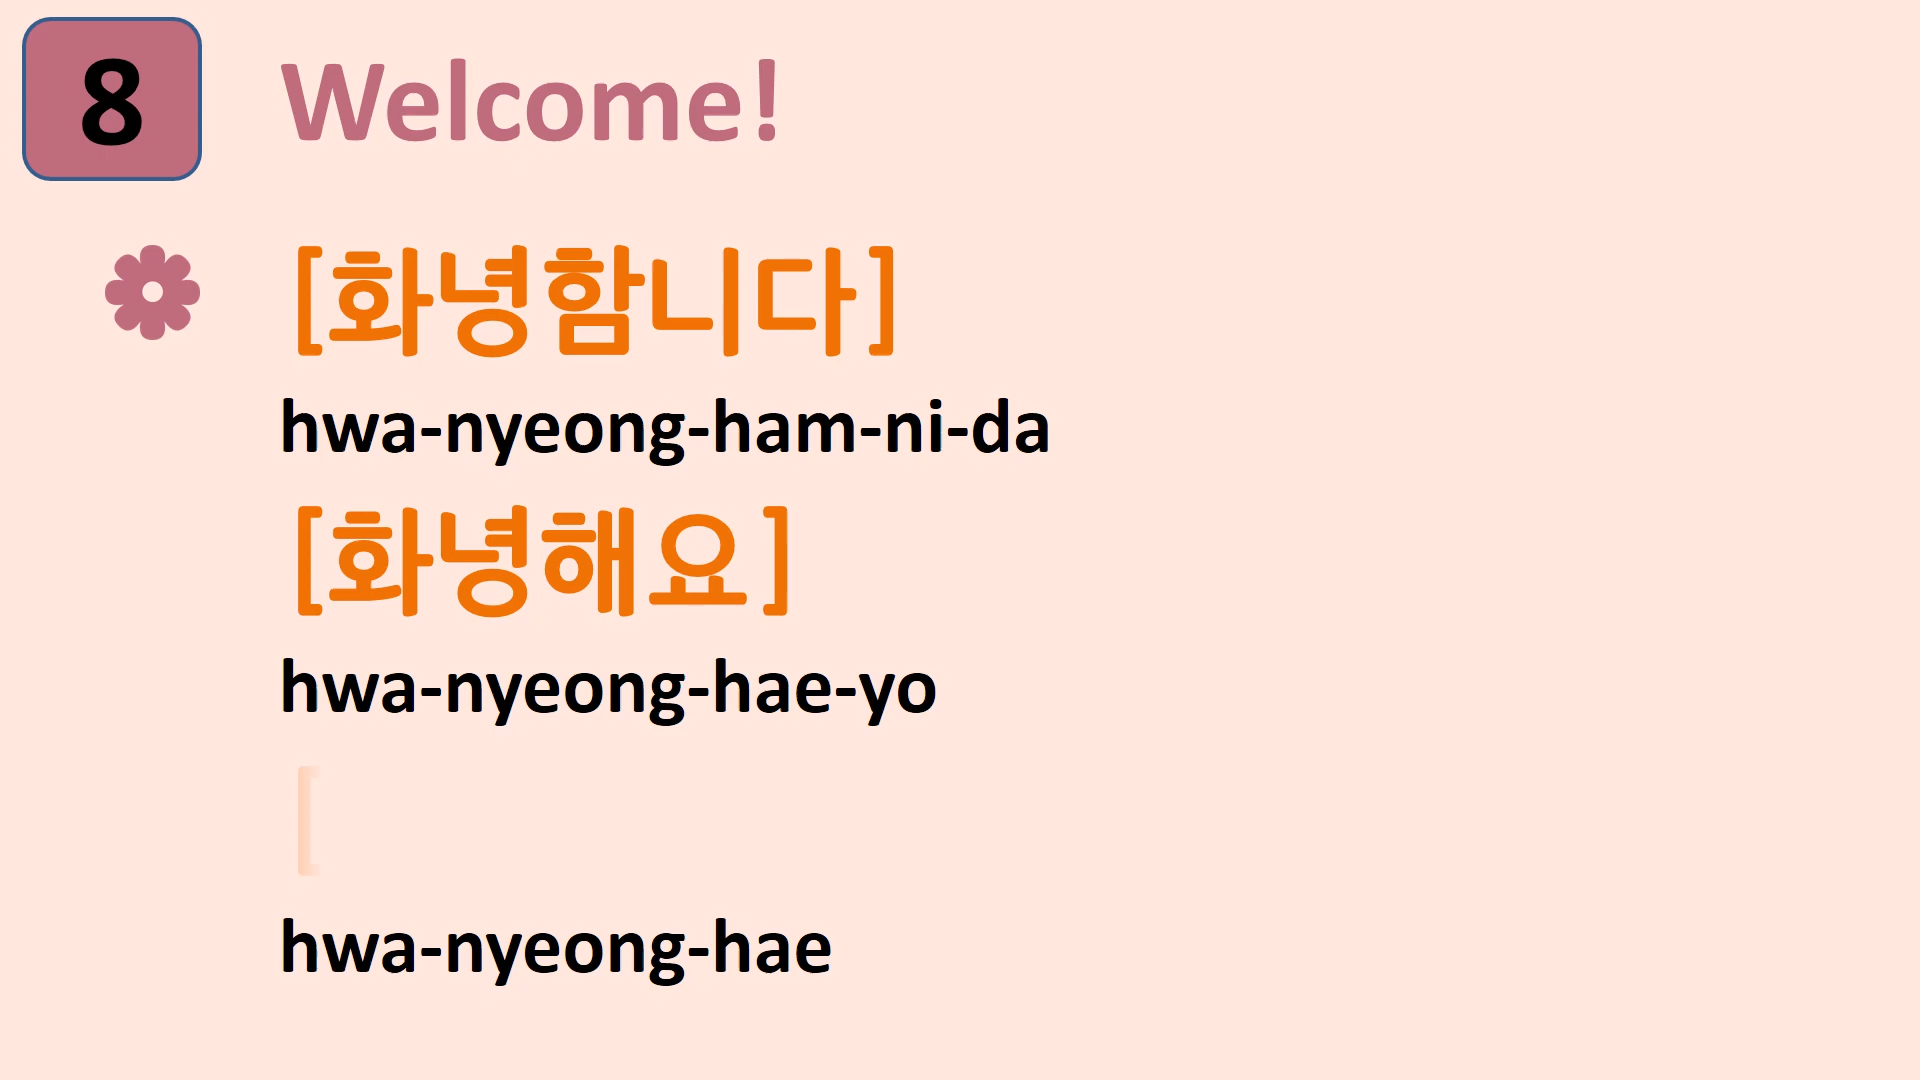 8
Welcome!
[화녕함니다]
hwa-nyeong-ham-ni-da
[화녕해요]
hwa-nyeong-hae-yo
[
hwa-nyeong-hae